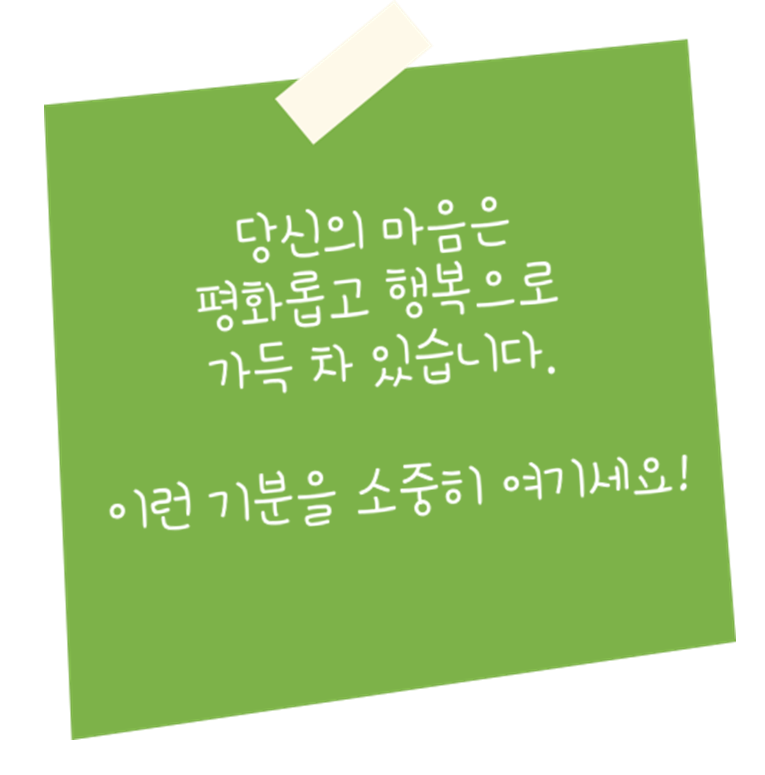 당신의 마음은
평화롭고 행복으로
가득 차 있습니다.
이런 기분을 소중히 여기세요!